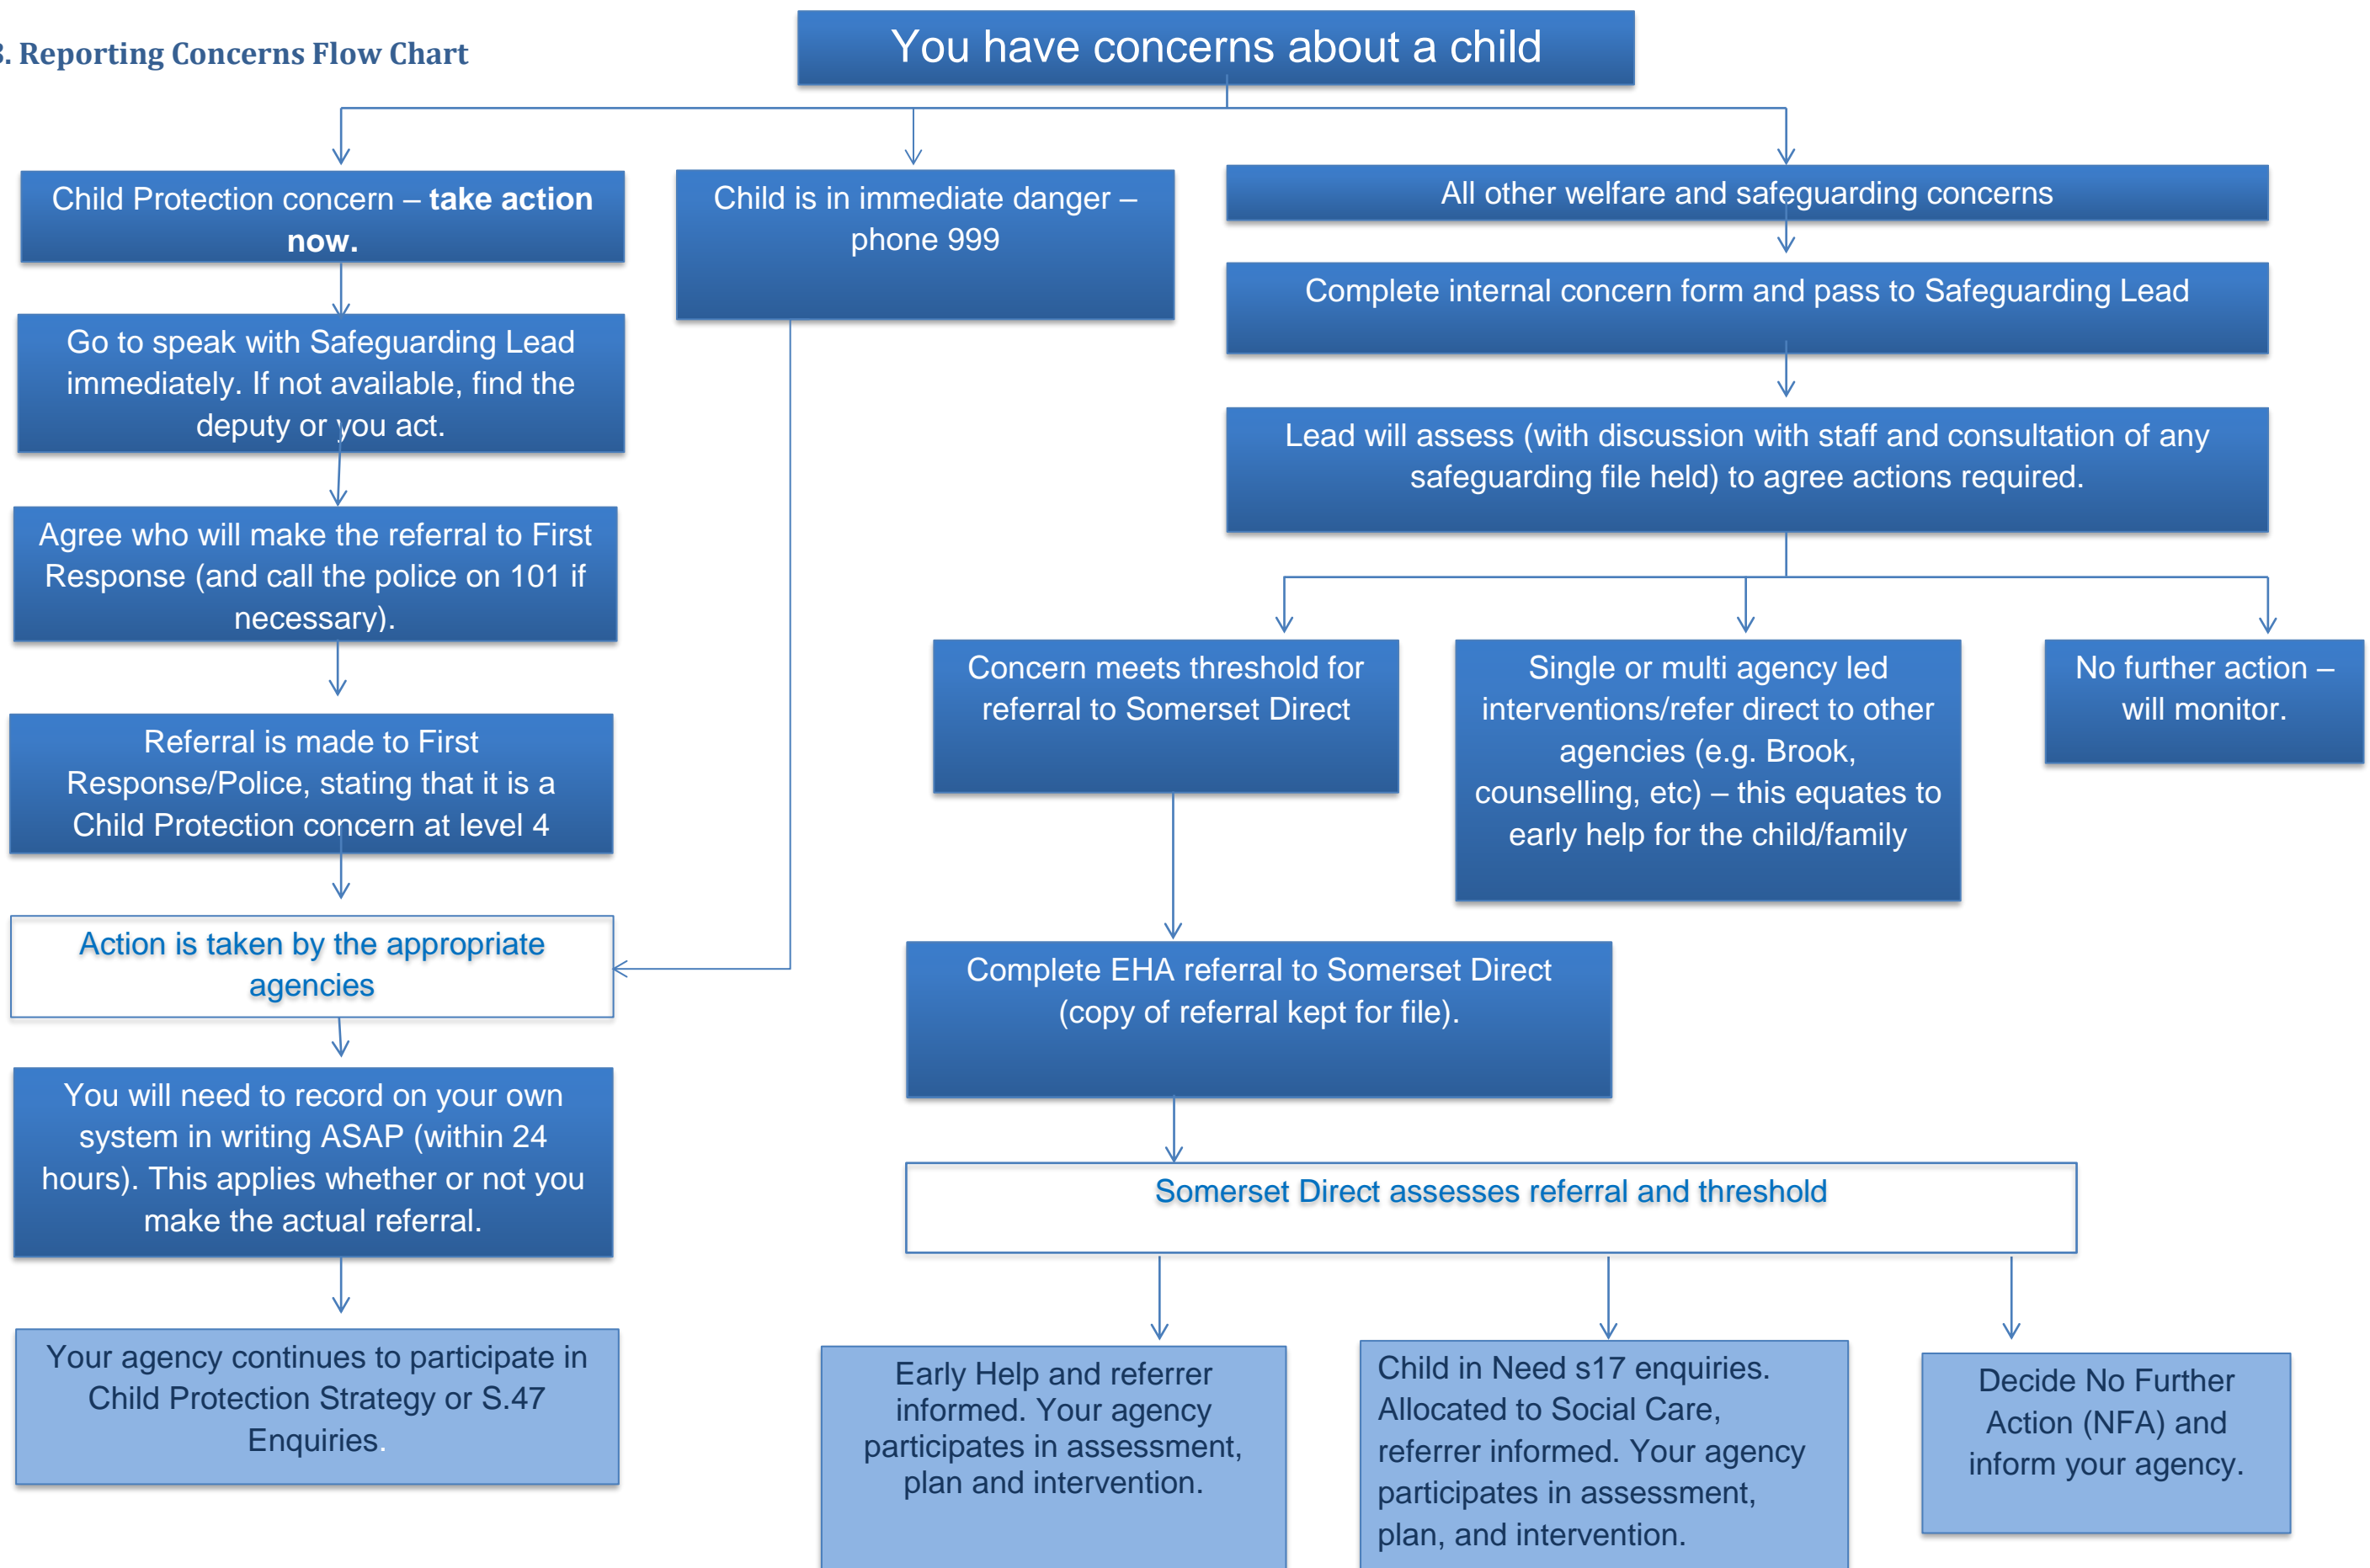 3. Reporting Concerns Flow Chart
You have concerns about a child
Child Protection concern – take action
now.
Child is in immediate danger –
phone 999
All other welfare and safeguarding concerns
Go to speak with Safeguarding Lead
immediately. If not available, find the
deputy or you act.
Complete internal concern form and pass to Safeguarding Lead
Lead will assess (with discussion with staff and consultation of any
safeguarding file held) to agree actions required.
Agree who will make the referral to First
Response (and call the police on 101 if
necessary).
Concern meets threshold for
referral to Somerset Direct
Single or multi agency led
interventions/refer direct to other
agencies (e.g. Brook,
counselling, etc) – this equates to
early help for the child/family
No further action –
will monitor.
Referral is made to First
Response/Police, stating that it is a
Child Protection concern at level 4
Action is taken by the appropriate
agencies
Complete EHA referral to Somerset Direct
(copy of referral kept for file).
You will need to record on your own
system in writing ASAP (within 24
hours). This applies whether or not you
make the actual referral.
Somerset Direct assesses referral and threshold
Your agency continues to participate in
Child Protection Strategy or S.47
Enquiries.
Early Help and referrer
informed. Your agency
participates in assessment,
plan and intervention.
Child in Need s17 enquiries.
Allocated to Social Care,
referrer informed. Your agency
participates in assessment,
plan, and intervention.
Decide No Further
Action (NFA) and
inform your agency.